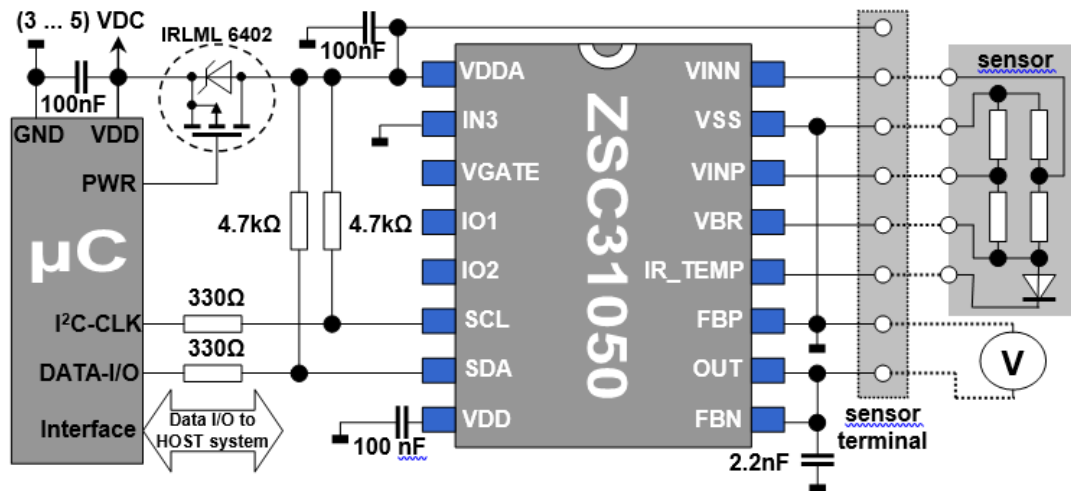 (3 ... 5) VDC
IRLML 6402
100nF
100nF
GND VDD
PWR
µC
4.7kΩ
4.7kΩ
330Ω
I²C-CLK
330Ω
DATA-I/O
Interface
Data I/O to
HOST system
100 nF
VDDA
IN3
VGATE
IO1
IO2
SCL
SDA
VDD
ZSC31050
VINN
VSS
VINP
VBR
IR_TEMP
FBP
OUT
FBN
2.2nF
sensor
terminal
sensor
V